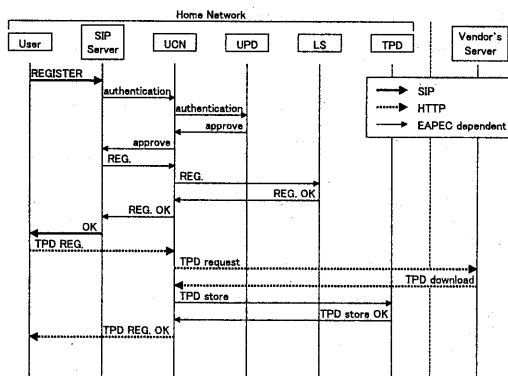 Home Network
User
SIP
Server
UCN
UPD
LS
TPD
Vendor's
Server
REGISTER
SIP
HTTP
EAPEC dependent
authentication
authentication
approve
approve
REG.
REG.
REG. OK
REG. OK
OK
TPD REG.
TPD request
TPD download
TPD store
TPD store OK
TPD REG. OK